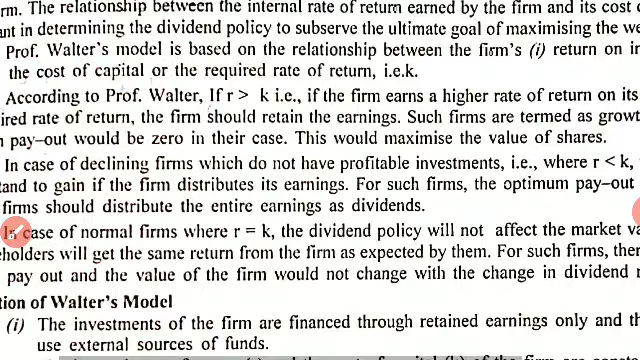 rm. The relationship between the internal rate of return earned by the firm and its cost
ant in determining the dividend policy to subserve the ultimate goal of maximising the
Prof. Walter's model is based on the relationship between the firm's (i) return on
the cost of capital or the required rate of return, i.e.k.
According to Prof. Walter, If r > k i.e., if the firm earns a higher rate of return on its
ired rate of return, the firm should retain the earnings. Such firms are termed as growt
pay–out would be zero in their case. This would maximise the value of shares.
In case of declining firms which do not have profitable investments, i.e., where r < k,
tand to gain if the firm distributes its earnings. For such firms, the optimum pay–out
firms should distribute the entire earnings as dividends.
In case of normal firms where r = k, the dividend policy will not affect the market
eholders will get the same return from the firm as expected by them. For such firms,
pay out and the value of the firm would not change with the change in dividend
tion of Walter's Model
(i) The investments of the firm are financed through retained earnings only and
use external sources of funds.